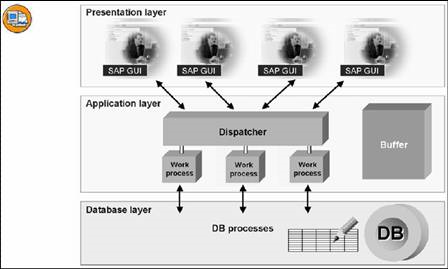 Presentation layer
SAP GUI
SAP GUI
SAP GUI
SAP GUI
Application layer
Dispatcher
Buffer
Work
process
Work
process
Work
process
Database layer
DB processes
DB